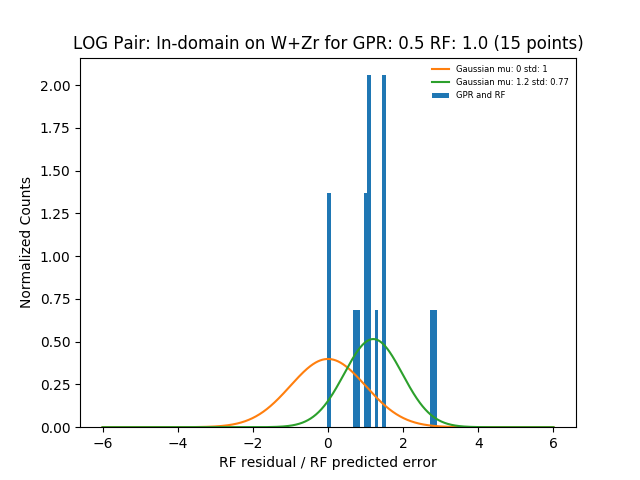 LOG Pair: In-domain on W+Zr for GPR: 0.5 RF: 1.0 (15 points)
Gaussian mu: 0 std: 1
Gaussian mu: 1.2 std: 0.77
GPR and RF
Normalized Counts
2.00
1.75
1.50
1.25
1.00
0.75
0.50
0.25
0.00
−6 −4 −2 0 2 4 6
RF residual / RF predicted error